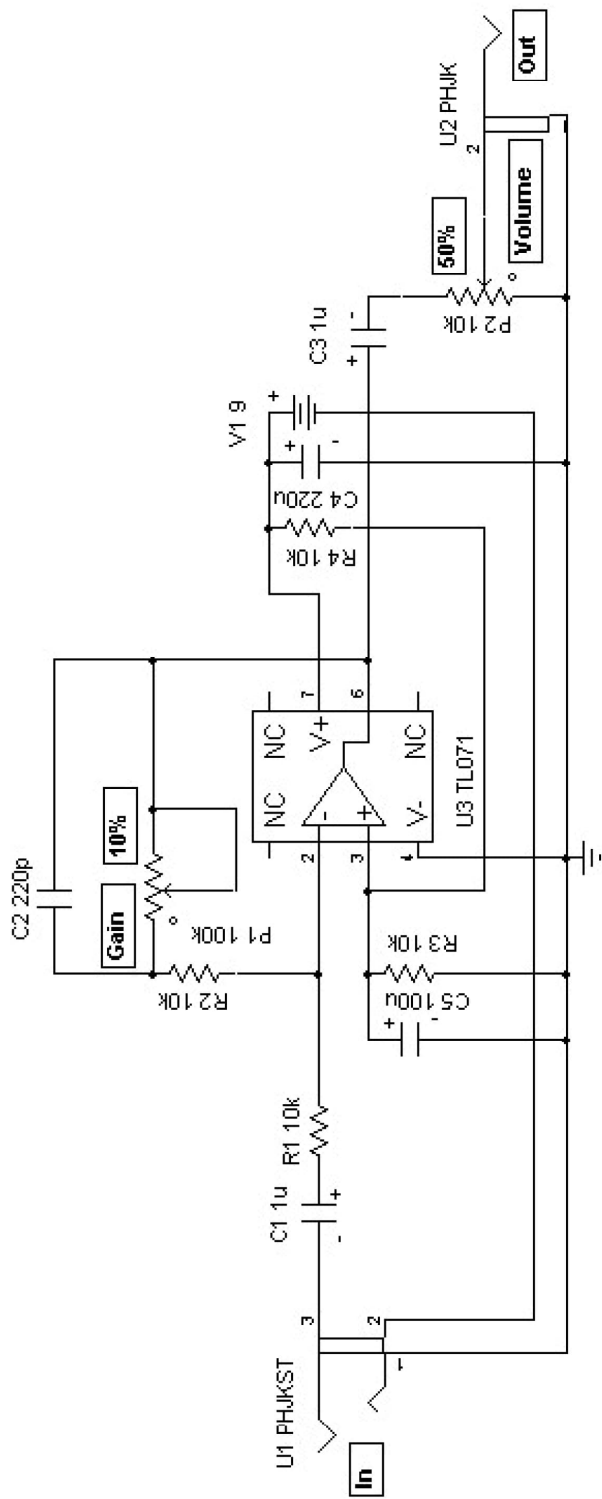 C2 220p
Gain
10%
P1 100k
R2 10k
NC
NC
V+
7
6
2
3
4
-
+
V-
NC
U3 TL071
V1 9
+
C4 220u
+
-
R4 10k
C3 1u
+
-
50%
P2 10k
Volume
U2 PHJK
2
1
Out
R1 10k
C1 1u
-
+
R3 10k
C5 100u
+
-
U1 PHJKST
3
2
1
In